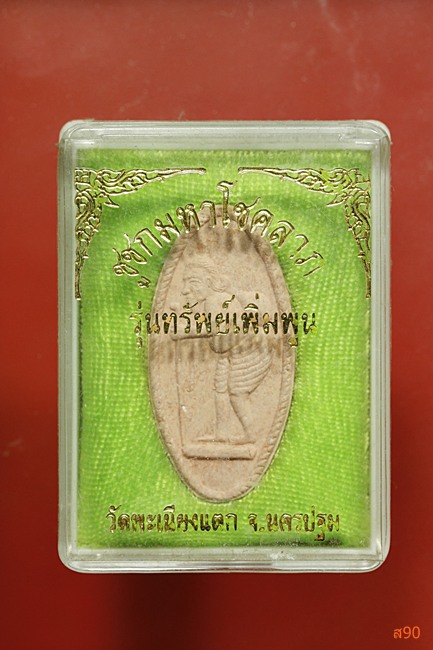 ชูชกมหาโชคลาภ
รุ่นทรัพย์เพิ่มพูน
วัดพะเนียงแตก จ.นครปฐม
ส90